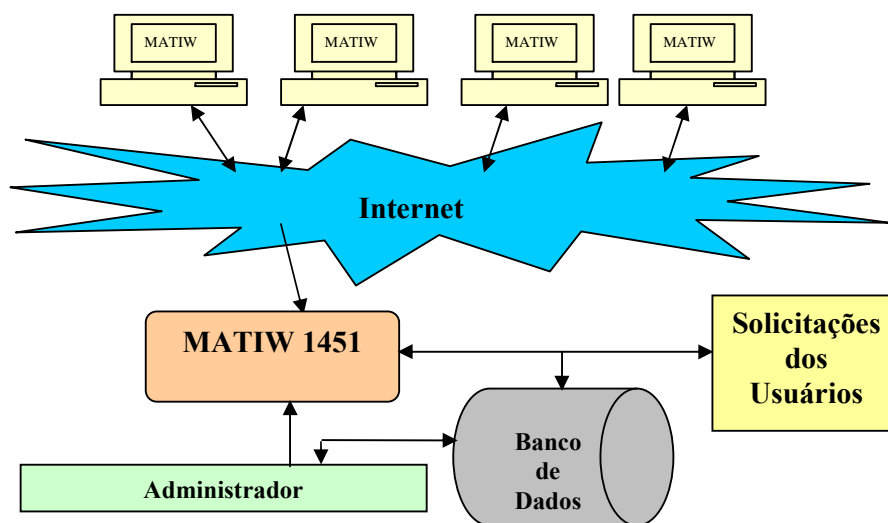 MATIW
MATIW
MATIW
MATIW
Internet
MATIW 1451
Solicitações
dos
Usuários
Banco
de
Dados
Administrador